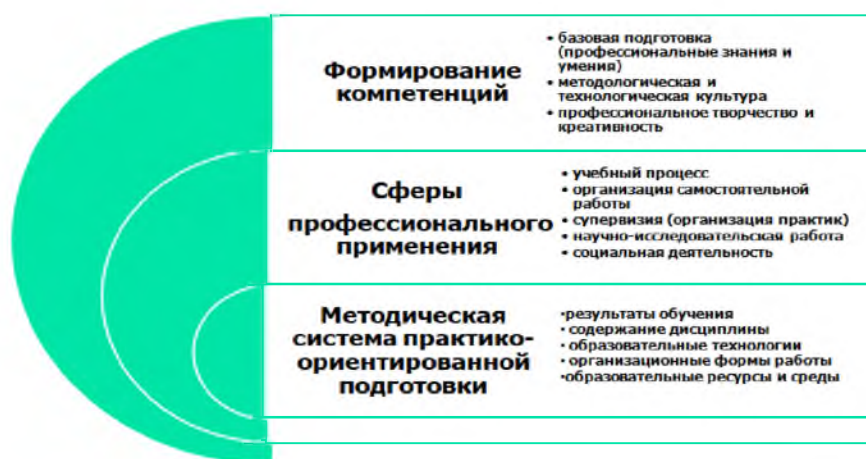 Формирование
компетенций
• базовая подготовка
(профессиональные знания и
умения)
• методологическая и
технологическая культура
• профессиональное творчество и
креативность
Сферы
профессионального
применения
• учебный процесс
• организация самостоятельной
работы
• супервизия (организация практик)
• научно-исследовательская работа
• социальная деятельность
Методическая
система практико-
ориентированной
подготовки
•результаты обучения
•содержание дисциплины
•образовательные технологии
•организационные формы работы
•образовательные ресурсы и среды